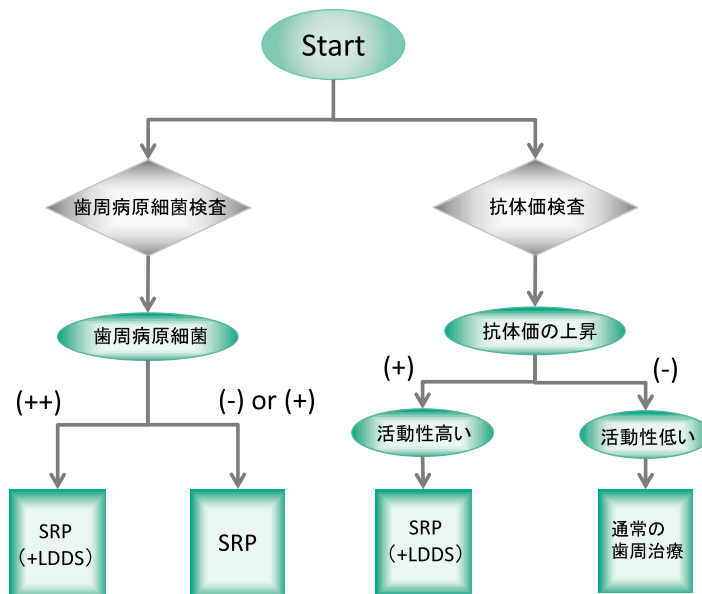 Start
歯周病原細菌検査
抗体価検査
歯周病原細菌
抗体価の上昇
(++)
(-) or (+)
(+)
(-)
活動性高い
活動性低い
SRP
（+LDDS）
SRP
SRP
（+LDDS）
通常の
歯周治療